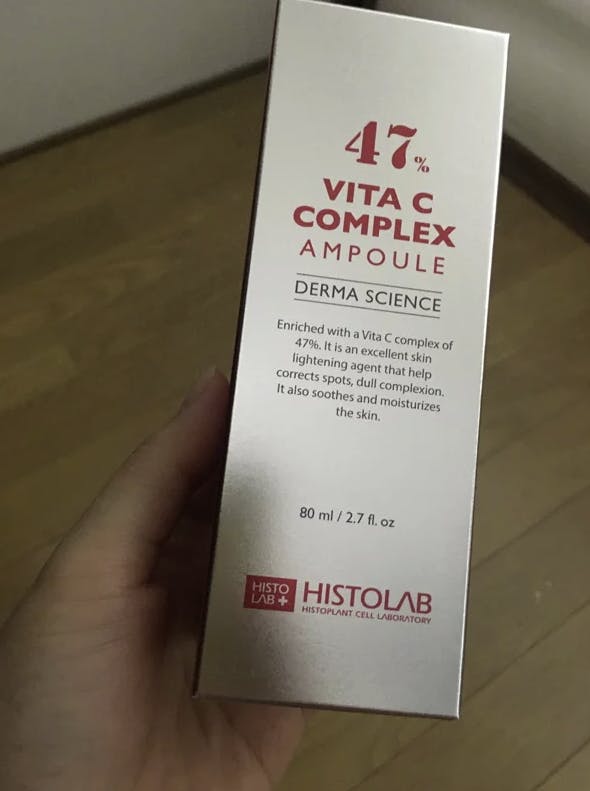 47%
VITA C
COMPLEX
AMPOULE
DERMA SCIENCE
Enriched with a Vita C complex of
47%. It is an excellent skin
lightening agent that help
corrects spots, dull complexion.
It also soothes and moisturizes
the skin.
80 ml / 2.7 fl. oz
HISTO
LAB+
HISTOLAB
HISTOPLANT CELL LABORATORY